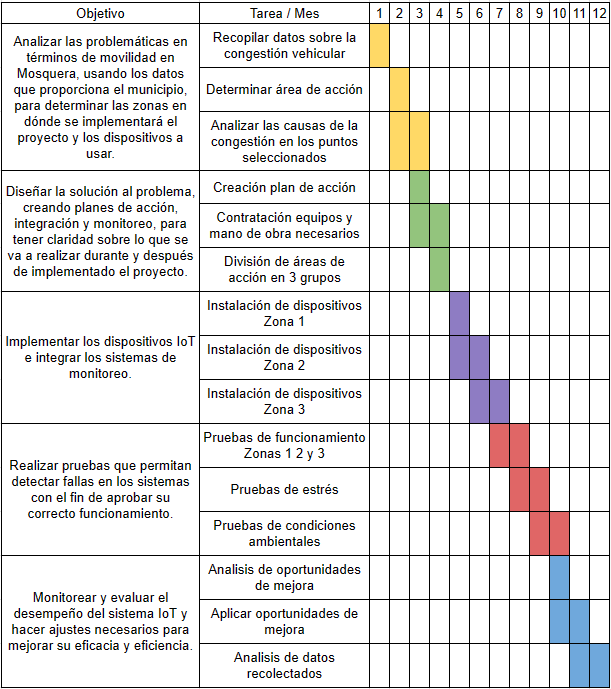 Objetivo
Tarea / Mes
1 2 3 4 5 6 7 8 9 10 11 12
Analizar las problemáticas en
términos de movilidad en
Mosquera, usando los datos
que proporciona el municipio,
para determinar las zonas en
dónde se implementará el
proyecto y los dispositivos a
usar.
Recopilar datos sobre la
congestión vehicular
Determinar área de acción
Analizar las causas de la
congestión en los puntos
seleccionados
Diseñar la solución al problema,
creando planes de acción,
integración y monitoreo, para
tener claridad sobre lo que se
va a realizar durante y después
de implementado el proyecto.
Creación plan de acción
Contratación equipos y
mano de obra necesarios
División de áreas de
acción en 3 grupos
Implementar los dispositivos IoT
e integrar los sistemas de
monitoreo.
Instalación de dispositivos
Zona 1
Instalación de dispositivos
Zona 2
Instalación de dispositivos
Zona 3
Realizar pruebas que permitan
detectar fallas en los sistemas
con el fin de aprobar su
correcto funcionamiento.
Pruebas de funcionamiento
Zonas 1 2 y 3
Pruebas de estrés
Pruebas de condiciones
ambientales
Monitorear y evaluar el
desempeño del sistema IoT y
hacer ajustes necesarios para
mejorar su eficacia y eficiencia.
Analisis de oportunidades
de mejora
Aplicar oportunidades de
mejora
Analisis de datos
recolectados